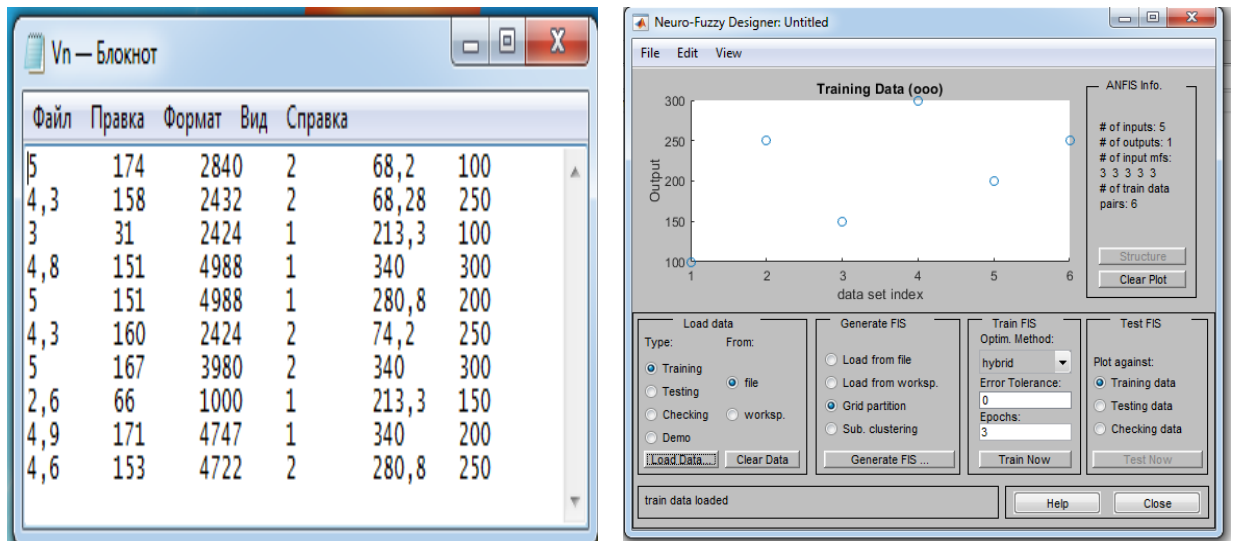 Vn — Блокнот
Файл Правка Формат Вид Справка
5 174 2840 2 68,2 100
4,3 158 2432 2 68,28 250
3 31 2424 1 213,3 100
4,8 151 4988 1 340 300
5 151 4988 1 280,8 200
4,3 160 2424 2 74,2 250
5 167 3980 2 340 300
2,6 66 1000 1 213,3 150
4,9 171 4747 1 340 200
4,6 153 4722 2 280,8 250
Neuro-Fuzzy Designer: Untitled
File Edit View
Training Data (ooo)
300
250
200
150
100
Output
1 2 3 4 5 6
data set index
ANFIS Info.
# of inputs: 5
# of outputs: 1
# of input mfs:
3 3 3 3 3
# of train data
pairs: 6
Structure
Clear Plot
Load data
Type: From:
Training
Testing
Checking
Demo
file
worksp.
Load Data... Clear Data
Generate FIS
Load from file
Load from worksp.
Grid partition
Sub. clustering
Generate FIS ...
Train FIS
Optim. Method:
hybrid
Error Tolerance:
0
Epochs:
3
Train Now
Test FIS
Plot against:
Training data
Testing data
Checking data
Test Now
train data loaded
Help Close